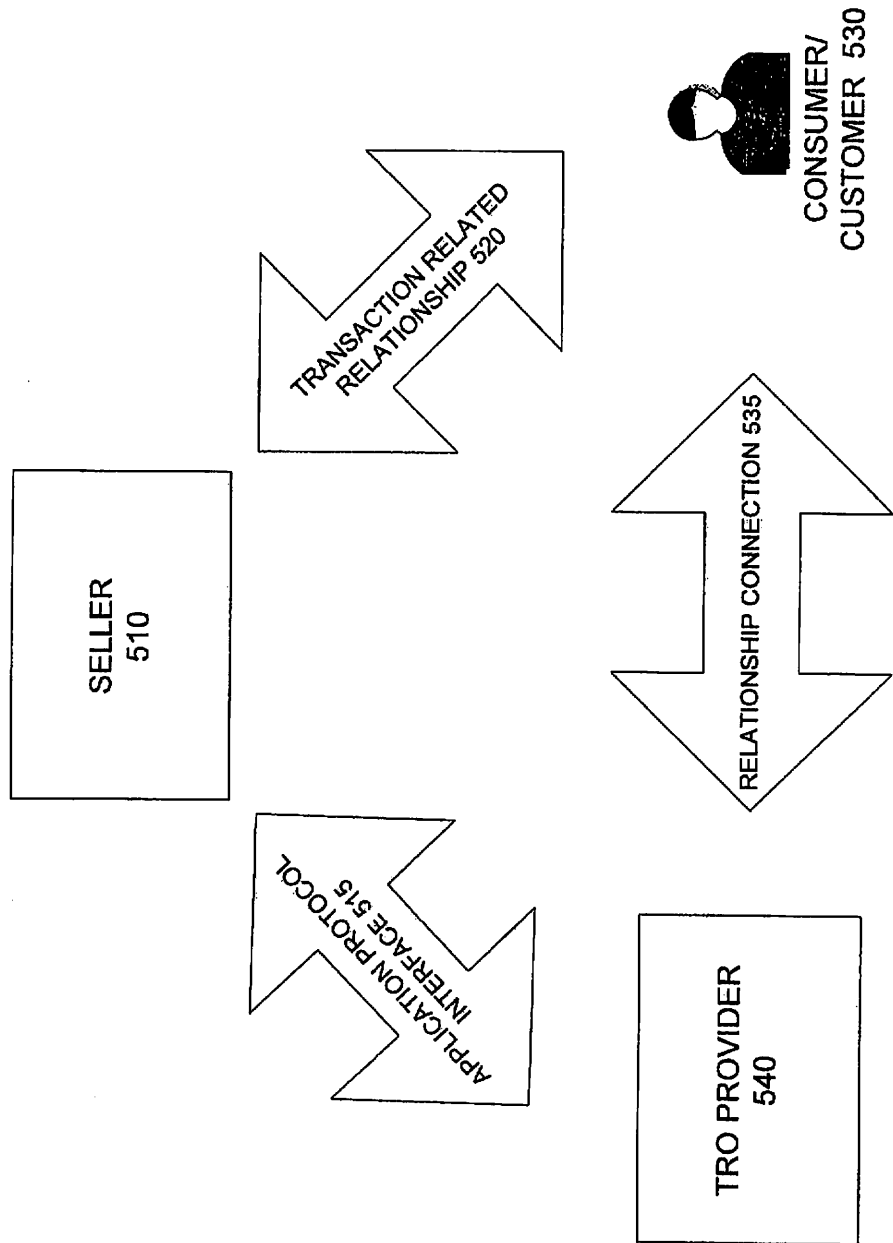 SELLER
510
APPLICATION PROTOCOL
INTERFACE 515
TRANSACTION RELATED
RELATIONSHIP 520
TRO PROVIDER
540
RELATIONSHIP CONNECTION 535
CONSUMER/
CUSTOMER 530